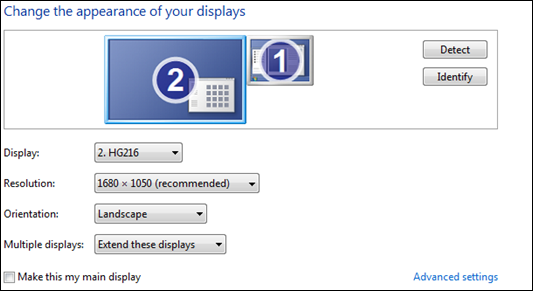 Change the appearance of your displays
2
1
Detect
Identify
Display:
2. HG216
Resolution:
1680 × 1050 (recommended)
Orientation:
Landscape
Multiple displays:
Extend these displays
Make this my main display
Advanced settings